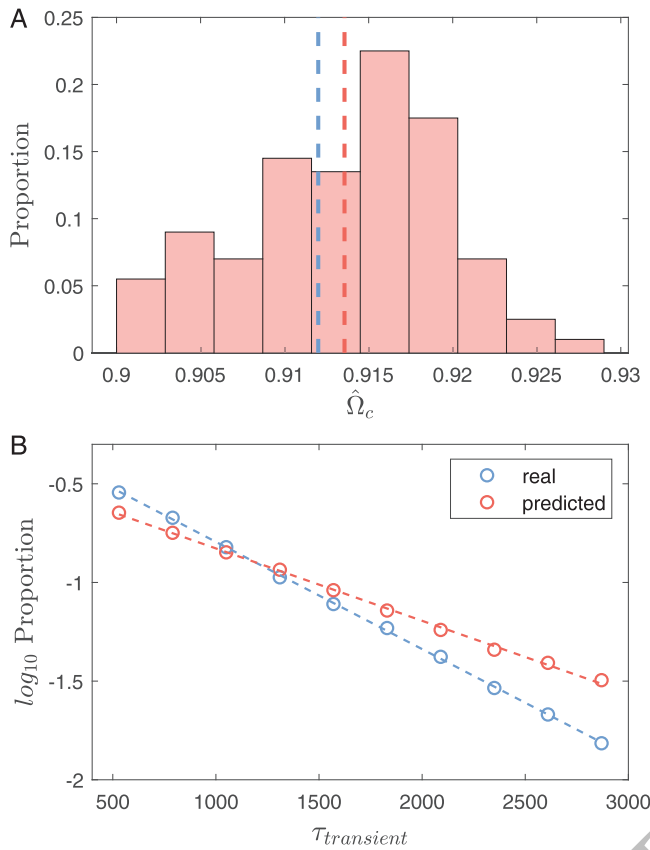 A
0.25
0.2
0.15
0.1
0.05
0
Proportion
0.9 0.905 0.91 0.915 0.92 0.925 0.93
Ω̂_c
B
real
predicted
-0.5
-1
-1.5
-2
log₁₀ Proportion
500 1000 1500 2000 2500 3000
τ_transient